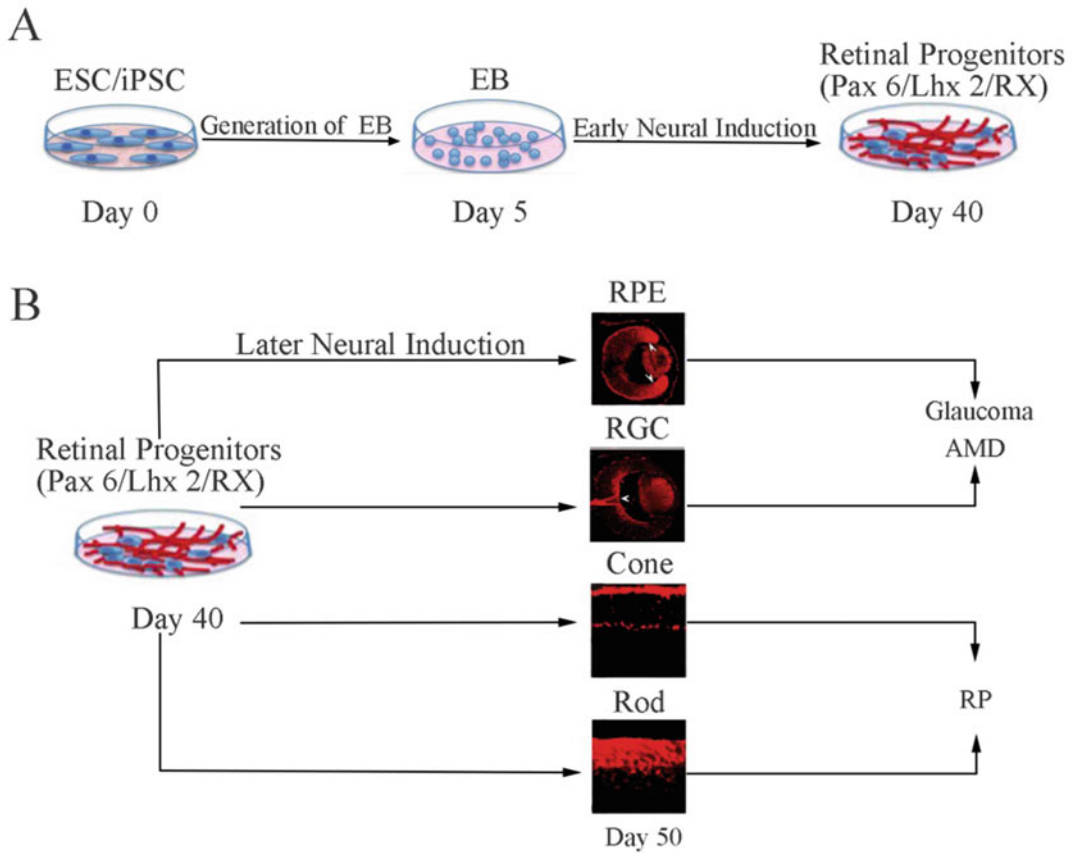 A
ESC/iPSC
Generation of EB
EB
Early Neural Induction
Retinal Progenitors
(Pax 6/Lhx 2/RX)
Day 0
Day 5
Day 40
B
Later Neural Induction
RPE
Glaucoma
AMD
Retinal Progenitors
(Pax 6/Lhx 2/RX)
RGC
Cone
Day 40
Rod
RP
Day 50